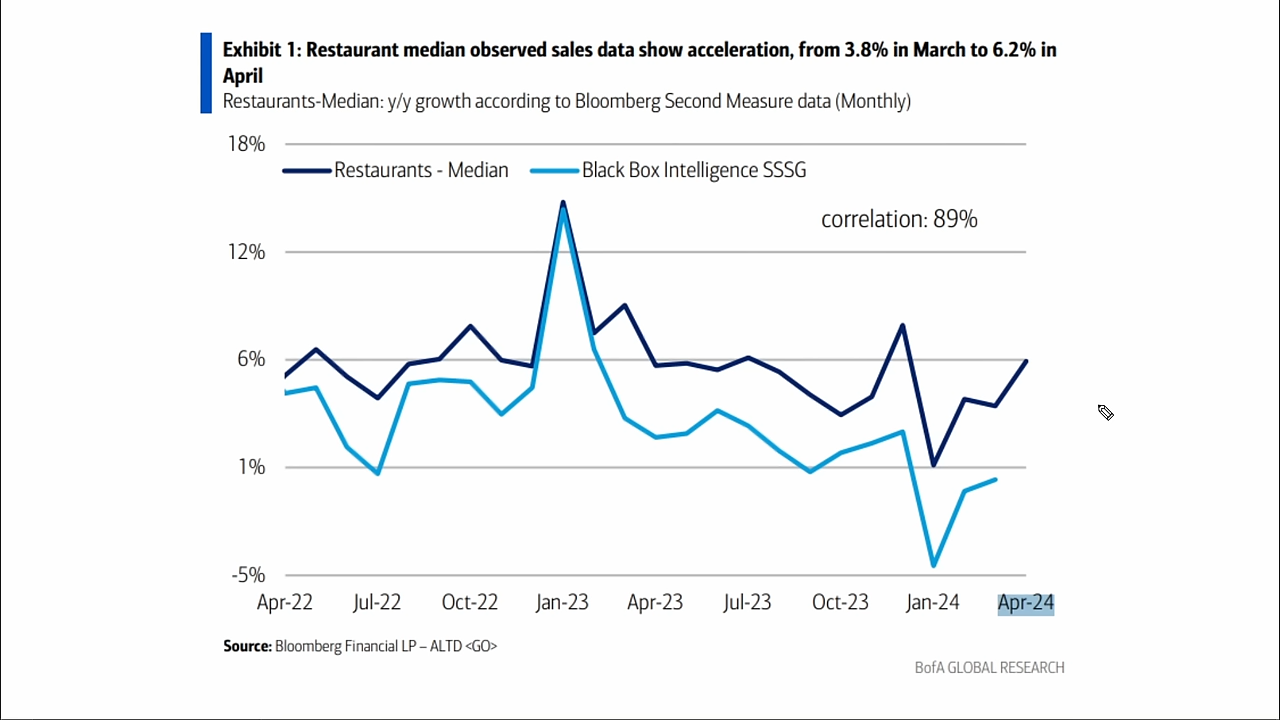 Exhibit 1: Restaurant median observed sales data show acceleration, from 3.8% in March to 6.2% in
April
Restaurants-Median: y/y growth according to Bloomberg Second Measure data (Monthly)
18%
Restaurants - Median Black Box Intelligence SSSG
correlation: 89%
12%
6%
1%
-5%
Apr-22 Jul-22 Oct-22 Jan-23 Apr-23 Jul-23 Oct-23 Jan-24 Apr-24
Source: Bloomberg Financial LP – ALTD <GO>
BofA GLOBAL RESEARCH